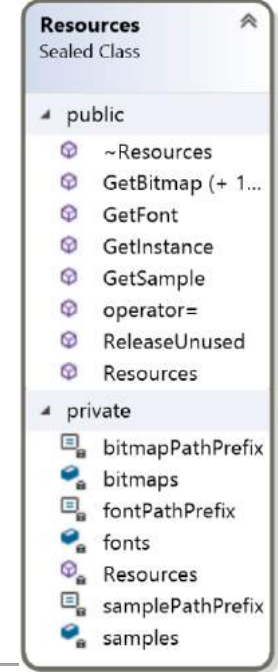 Resources
Sealed Class
public
~Resources
GetBitmap (+ 1...
GetFont
GetInstance
GetSample
operator=
ReleaseUnused
Resources
private
bitmapPathPrefix
bitmaps
fontPathPrefix
fonts
Resources
samplePathPrefix
samples